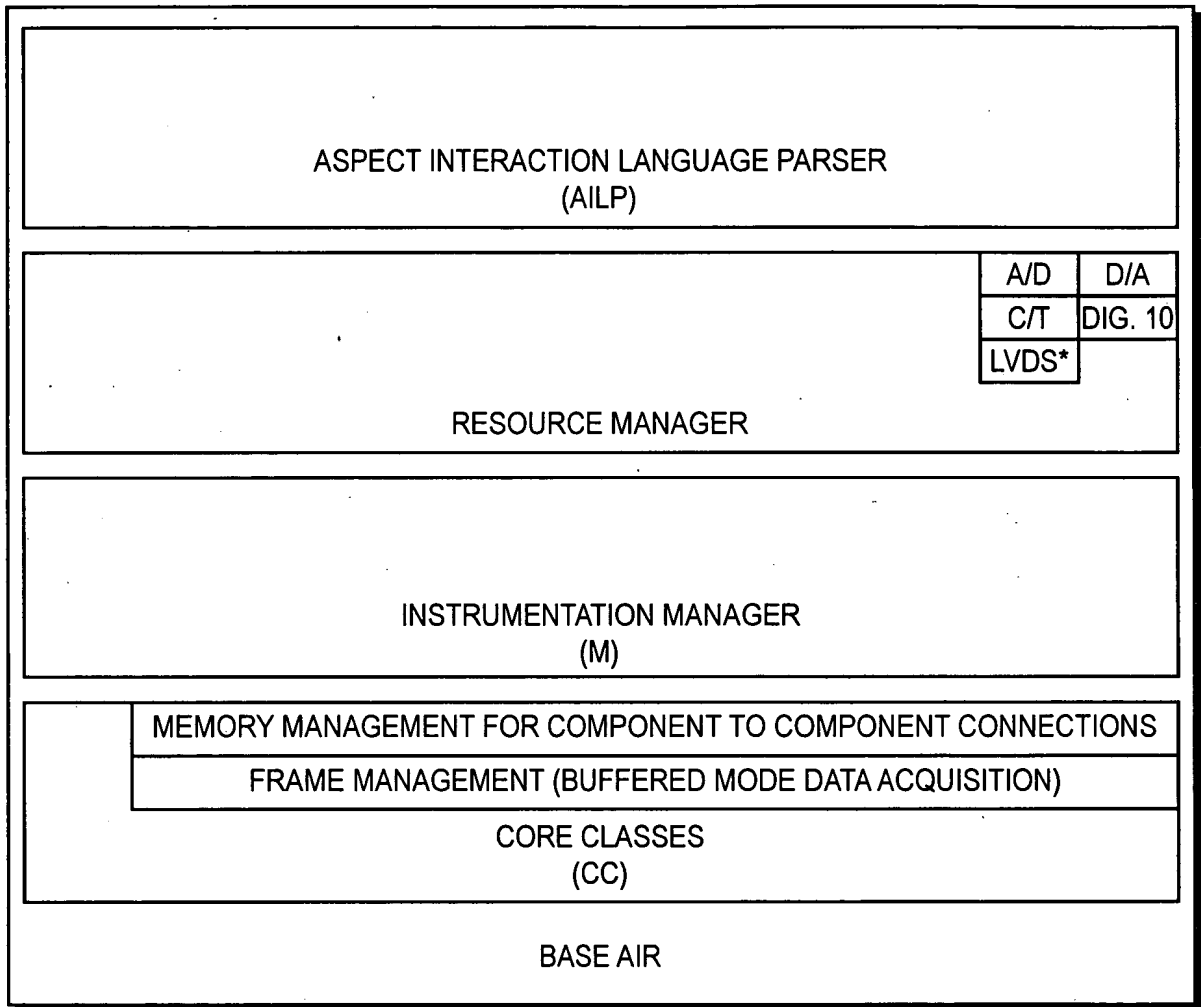 ASPECT INTERACTION LANGUAGE PARSER
(AILP)
A/D D/A
C/T DIG. 10
LVDS*
RESOURCE MANAGER
INSTRUMENTATION MANAGER
(M)
MEMORY MANAGEMENT FOR COMPONENT TO COMPONENT CONNECTIONS
FRAME MANAGEMENT (BUFFERED MODE DATA ACQUISITION)
CORE CLASSES
(CC)
BASE AIR